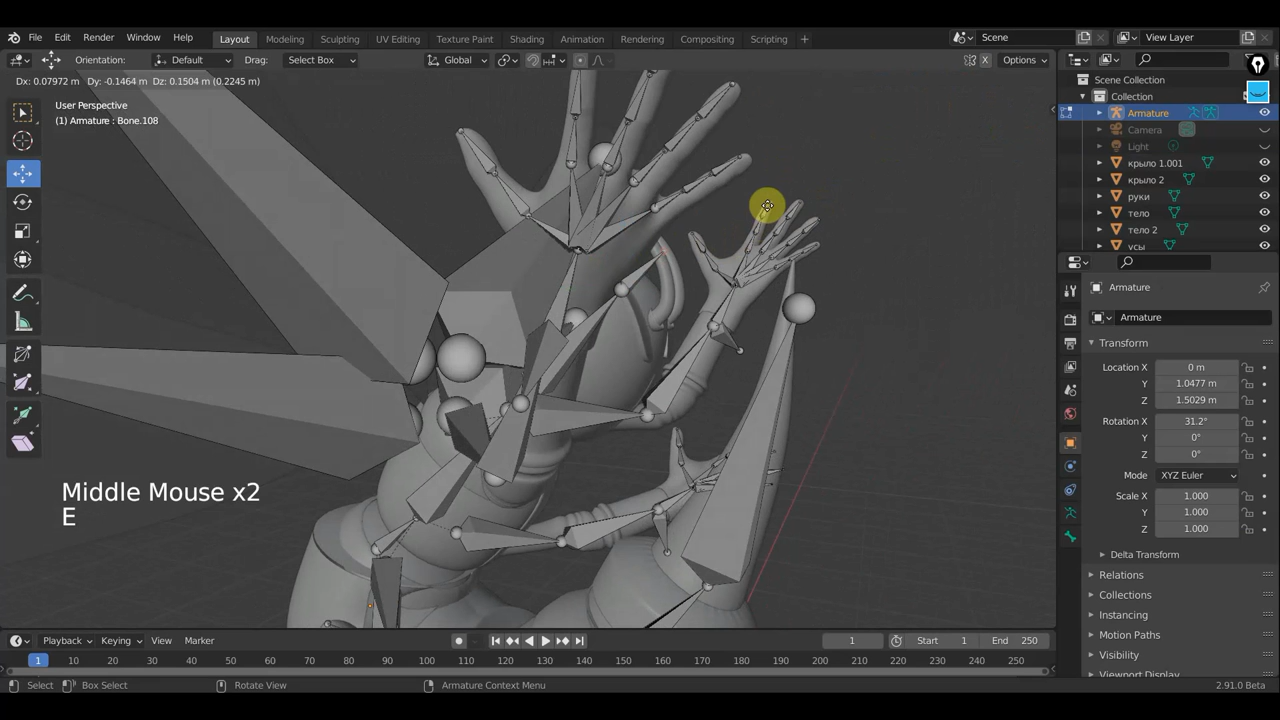 File Edit Render Window Help
Layout Modeling Sculpting UV Editing Texture Paint Shading Animation Rendering Compositing Scripting +
Scene View Layer
Orientation: Default Drag: Select Box Global X Options
Dx: 0.07972 m Dy: -0.1464 m Dz: 0.1504 m (0.2245 m)
User Perspective
(1) Armature : Bone.108
Scene Collection
Collection
Armature
Camera
Light
крыло 1.001
крыло 2
руки
тело
тело 2
усы
Armature
Armature
Transform
Location X 0 m
Y 1.0477 m
Z 1.5029 m
Rotation X 31.2°
Y 0°
Z 0°
Mode XYZ Euler
Scale X 1.000
Y 1.000
Z 1.000
Delta Transform
Relations
Collections
Instancing
Motion Paths
Visibility
Viewport Display
Middle Mouse x2
E
Playback Keying View Marker 1 Start 1 End 250
1 10 20 30 40 50 60 70 80 90 100 110 120 130 140 150 160 170 180 190 200 210 220 230 240 250
Select Box Select Rotate View Armature Context Menu 2.91.0 Beta